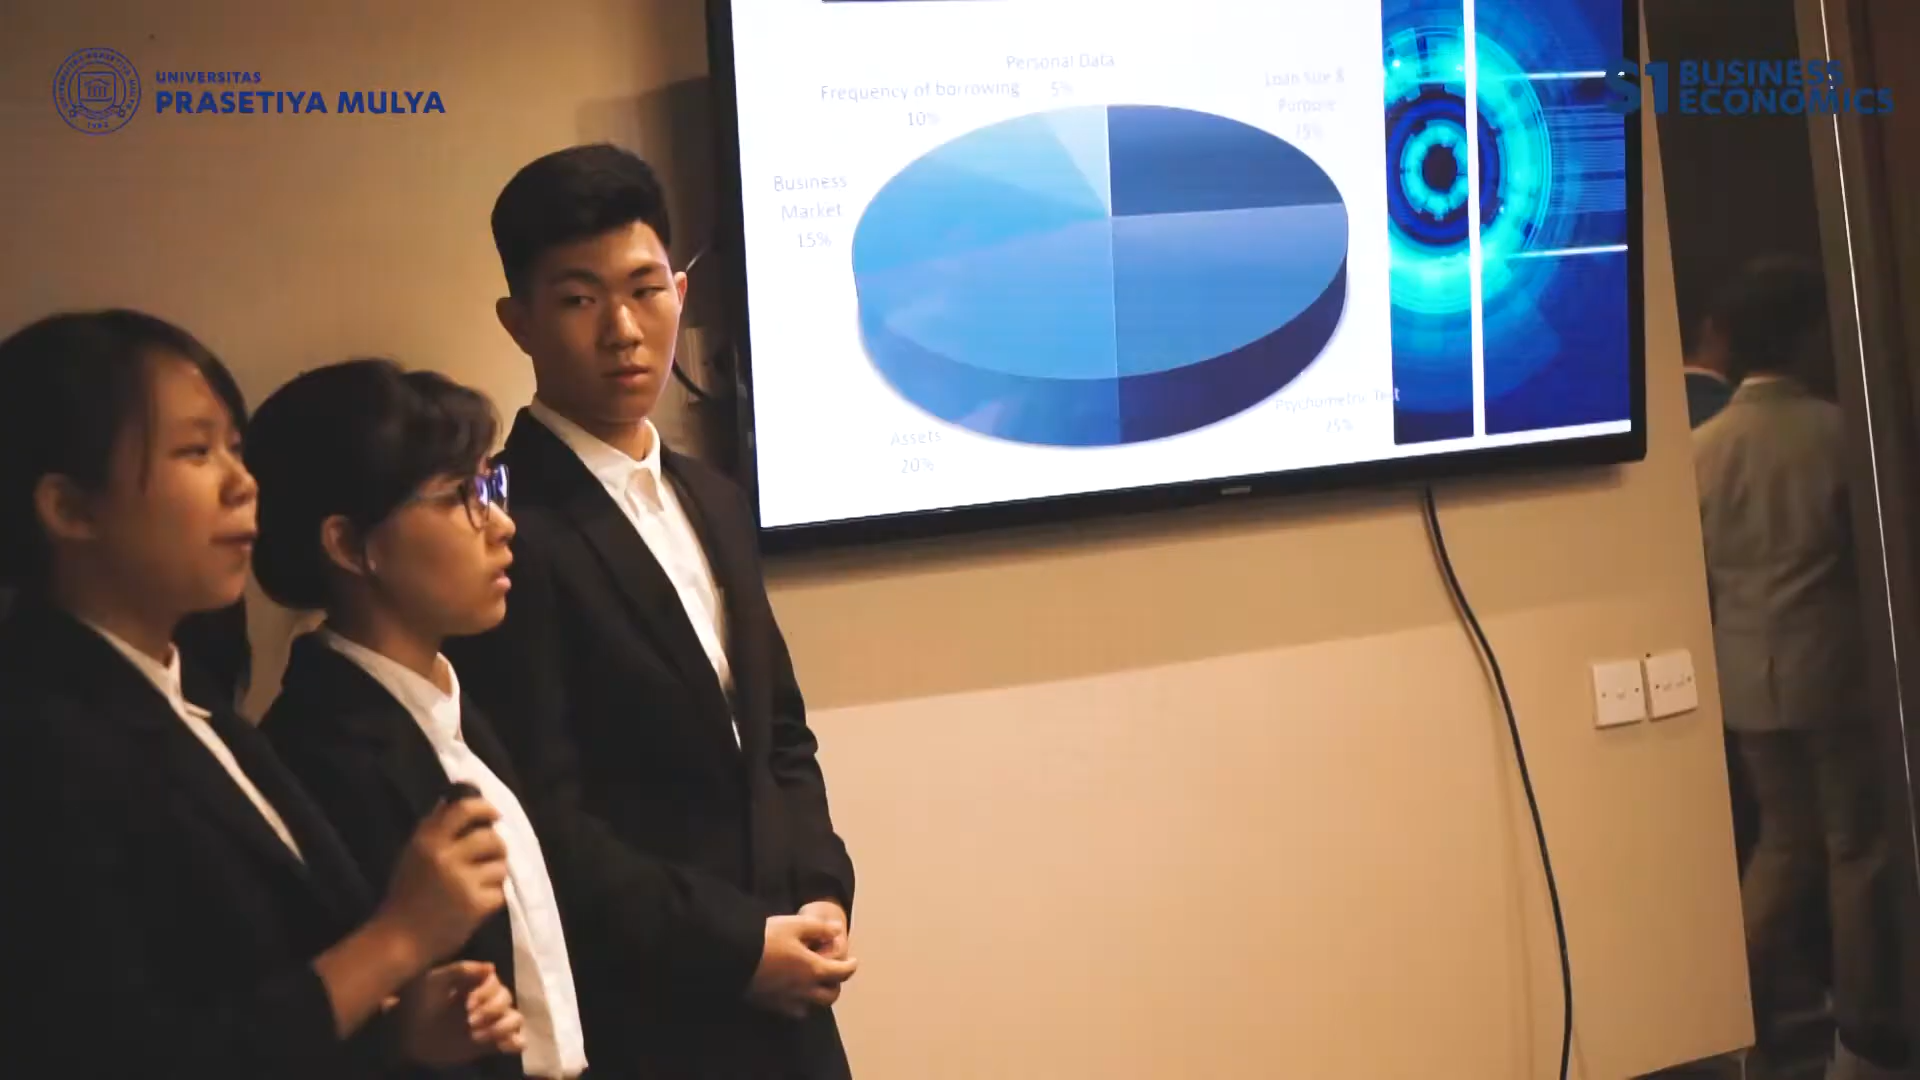 UNIVERSITAS
PRASETIYA MULYA
S1 BUSINESS
ECONOMICS
Personal Data
5%
Frequency of borrowing
10%
Loan Size &
Purpose
Business
Market
15%
Assets
20%
Psychometric Test
25%